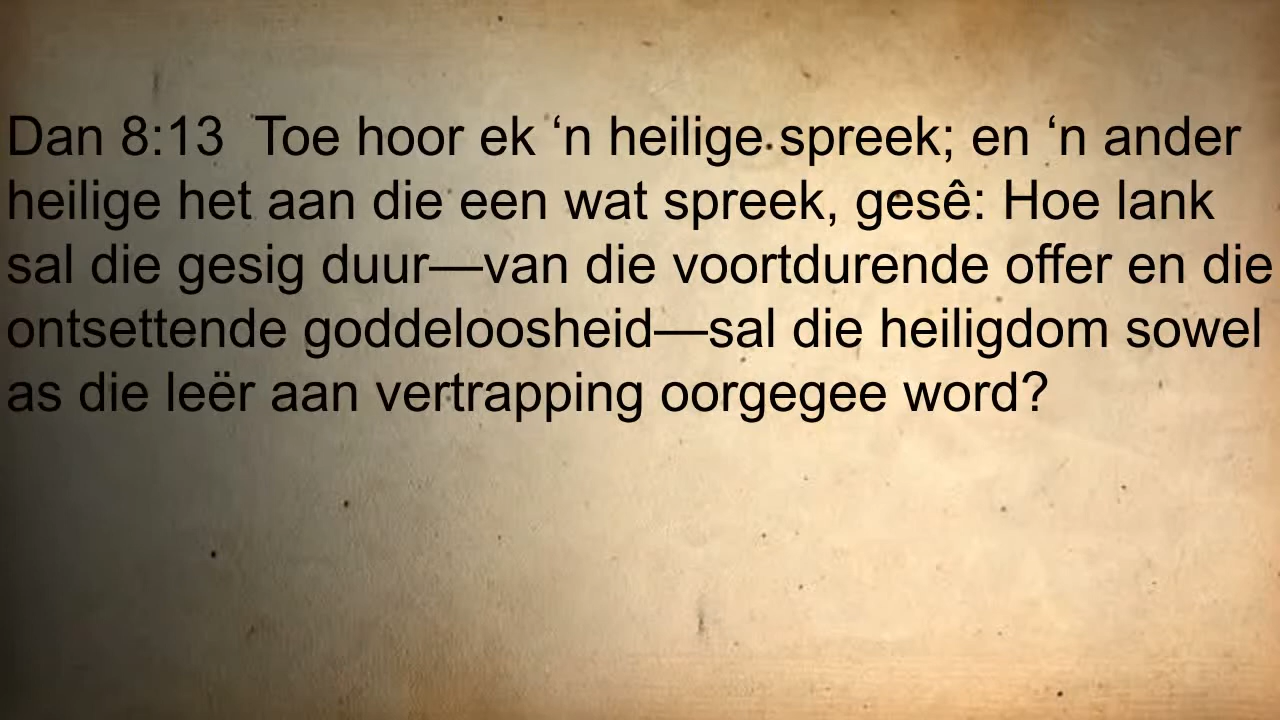 Dan 8:13  Toe hoor ek ‘n heilige spreek; en ‘n ander
heilige het aan die een wat spreek, gesê: Hoe lank
sal die gesig duur—van die voortdurende offer en die
ontsettende goddeloosheid—sal die heiligdom sowel
as die leër aan vertrapping oorgegee word?